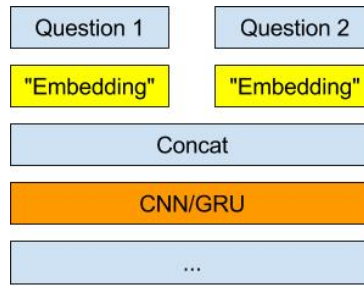 Question 1
Question 2
"Embedding"
"Embedding"
Concat
CNN/GRU
...